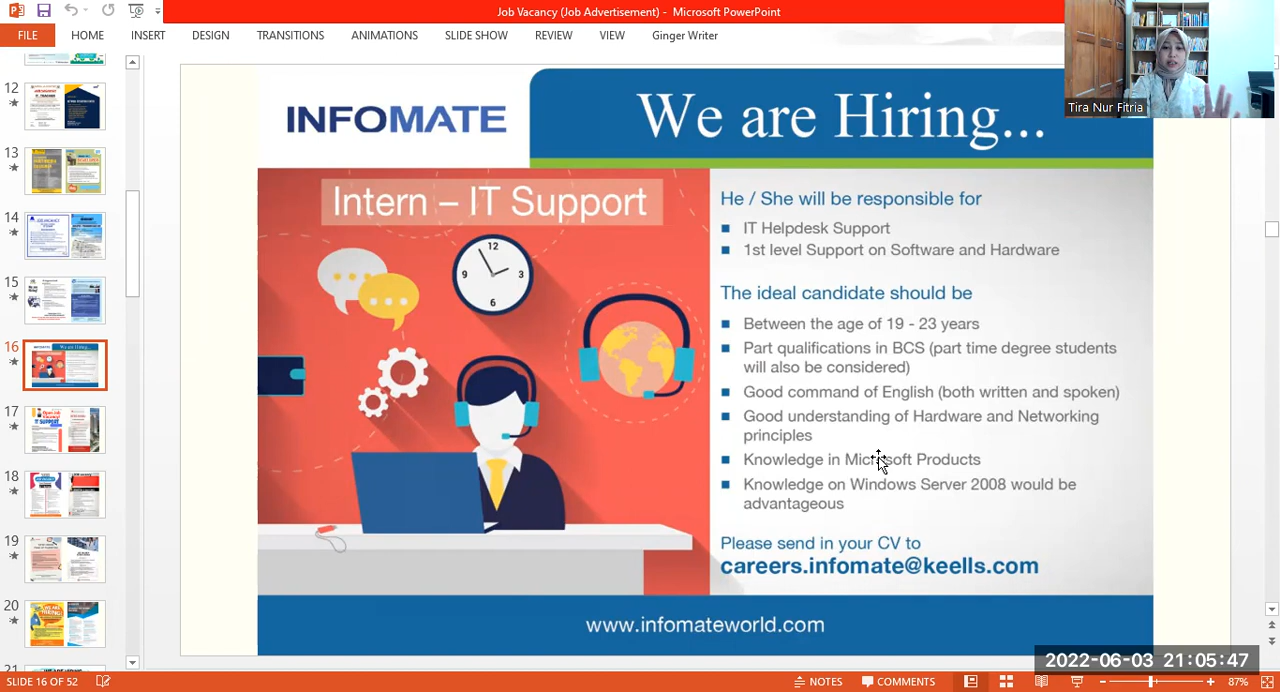 Job Vacancy (Job Advertisement) - Microsoft PowerPoint
FILE
HOME
INSERT
DESIGN
TRANSITIONS
ANIMATIONS
SLIDE SHOW
REVIEW
VIEW
Ginger Writer
Tira Nur Fitria
12
13
14
15
16
17
18
19
20
21
INFOMATE
We are Hiring...
Intern – IT Support
12
9
3
6
He / She will be responsible for
IT Helpdesk Support
1st level Support on Software and Hardware
The ideal candidate should be
Between the age of 19 - 23 years
Part qualifications in BCS (part time degree students
will also be considered)
Good command of English (both written and spoken)
Good understanding of Hardware and Networking
principles
Knowledge in Microsoft Products
Knowledge on Windows Server 2008 would be
advantageous
Please send in your CV to
careers.infomate@keells.com
www.infomateworld.com
2022-06-03 21:05:47
SLIDE 16 OF 52
NOTES
COMMENTS
87%